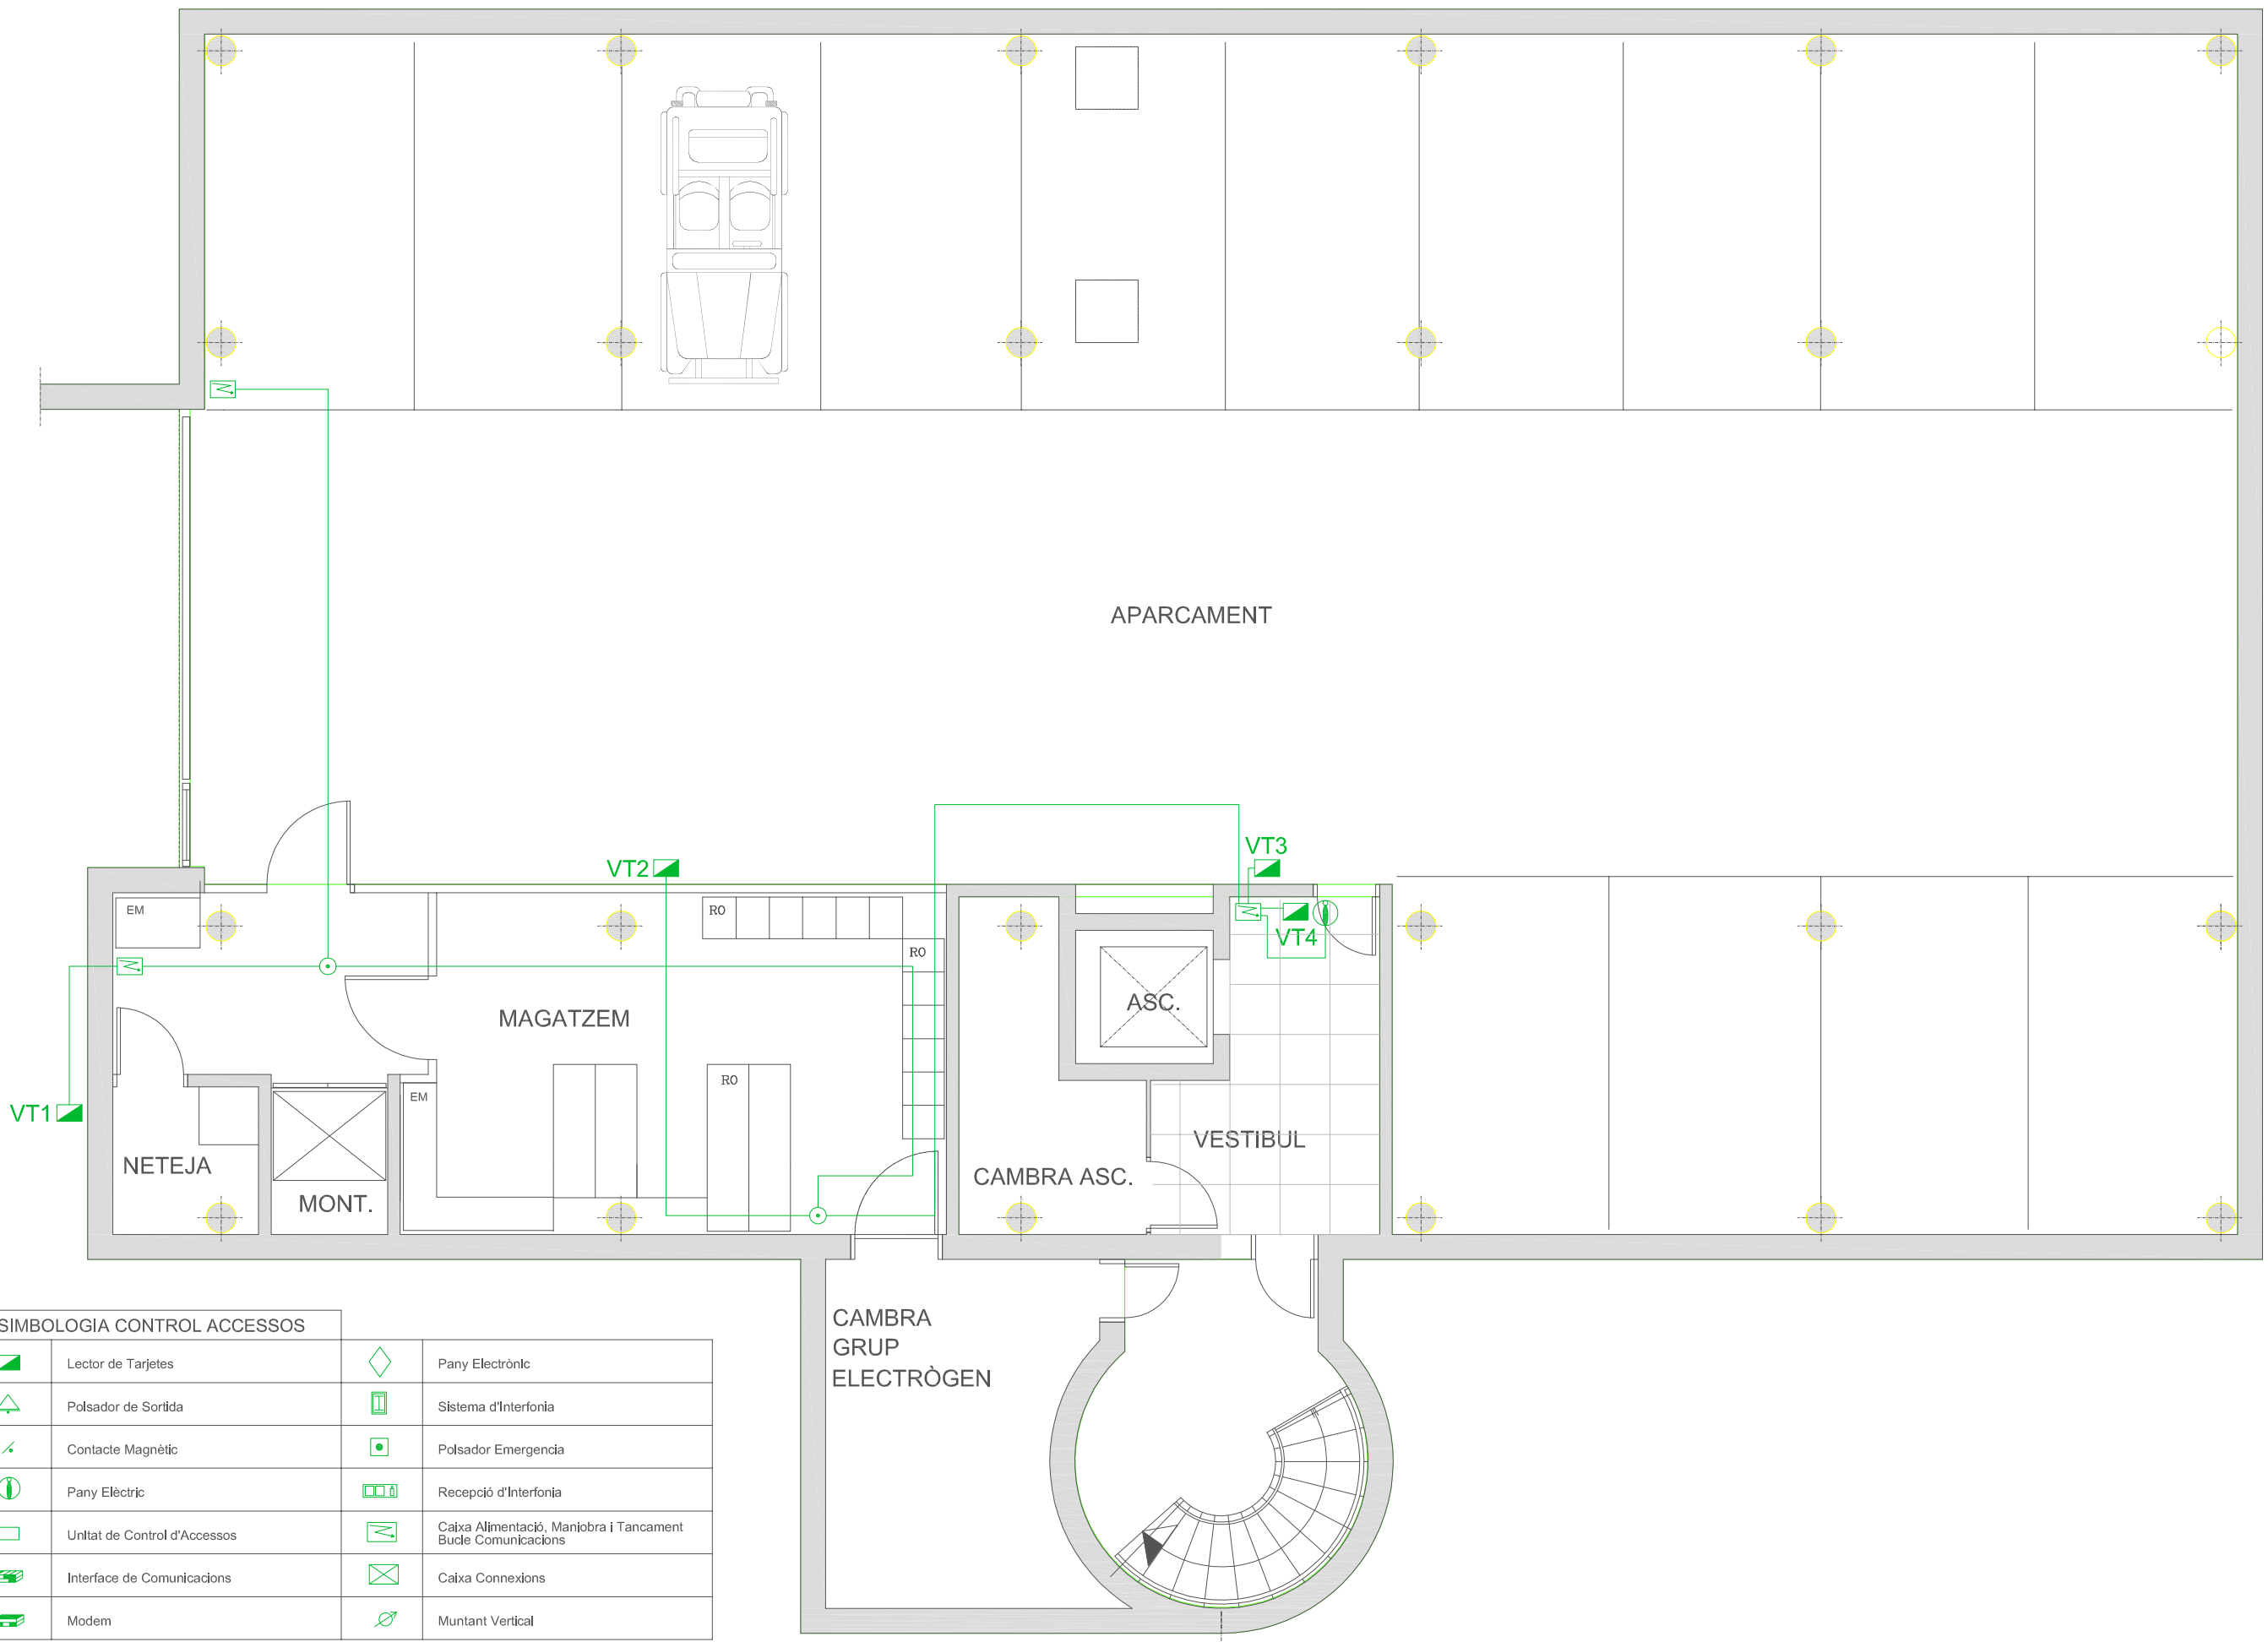 APARCAMENT
VT2
VT3
EM
RO
RO
VT4
MAGATZEM
ASC.
RO
EM
VT1
VESTIBUL
NETEJA
CAMBRA ASC.
MONT.
CAMBRA
GRUP
ELECTRÒGEN
SIMBOLOGIA CONTROL ACCESSOS
Lector de Tarjetes
Pany Electrònic
Polsador de Sortida
Sistema d'Interfonia
Contacte Magnètic
Polsador Emergencia
Pany Elèctric
Recepció d'Interfonia
Unitat de Control d'Accessos
Caixa Alimentació, Maniobra i Tancament
Bucle Comunicacions
Interface de Comunicacions
Caixa Connexions
Modem
Muntant Vertical